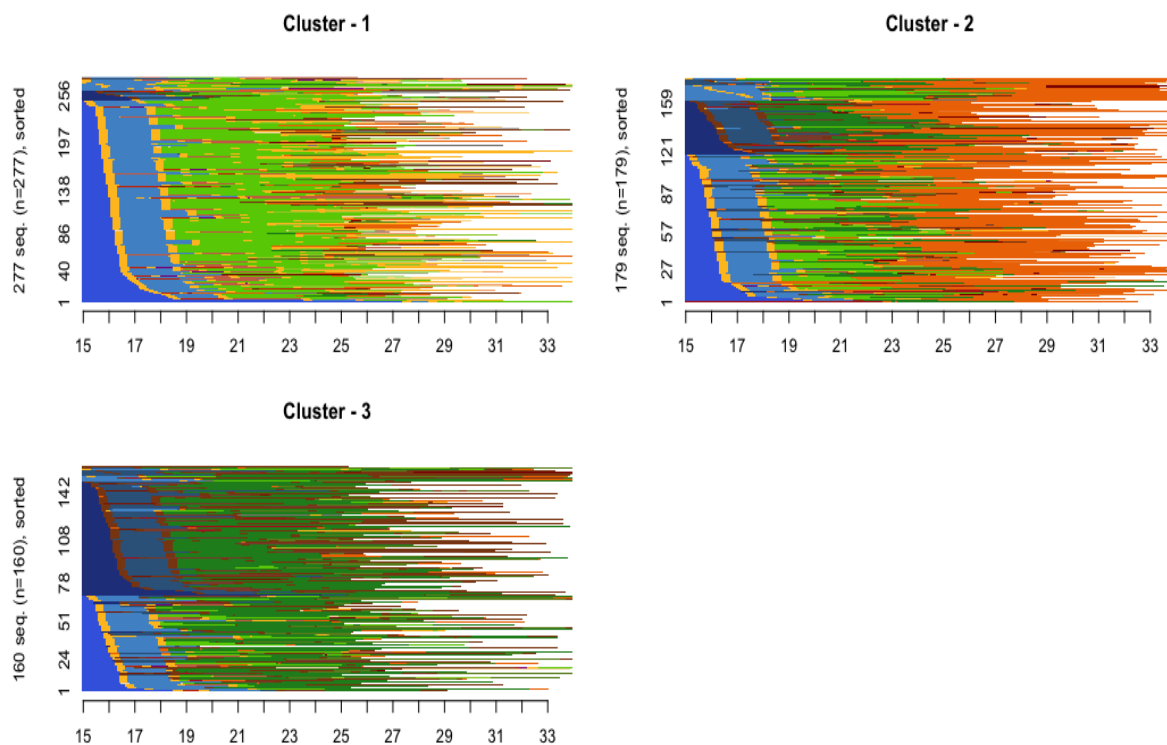 Cluster - 1
277 seq. (n=277), sorted
1 40 86 138 197 256
15 17 19 21 23 25 27 29 31 33
Cluster - 2
179 seq. (n=179), sorted
1 27 57 87 121 159
15 17 19 21 23 25 27 29 31 33
Cluster - 3
160 seq. (n=160), sorted
1 24 51 78 108 142
15 17 19 21 23 25 27 29 31 33